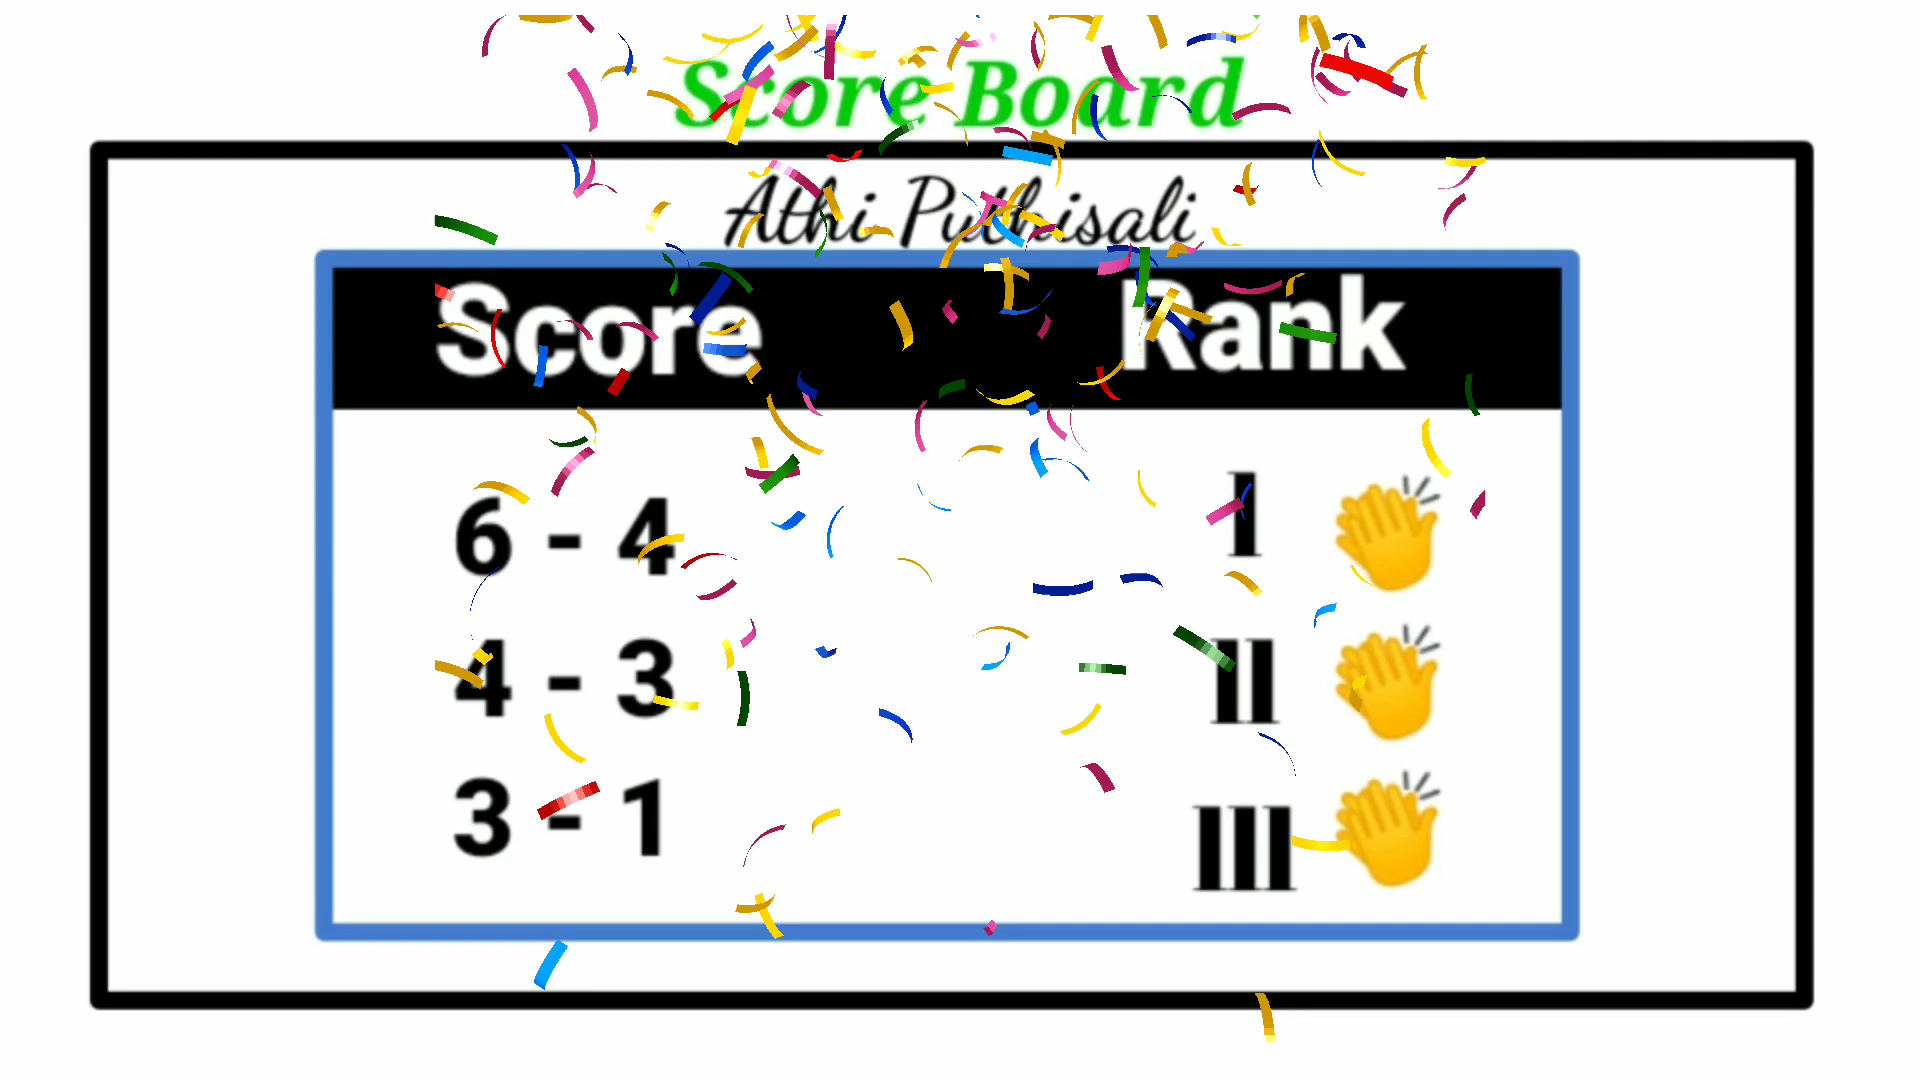 Score Board
Athi Puthisali
Score Rank
6 - 4 I
4 - 3 II
3 - 1 III